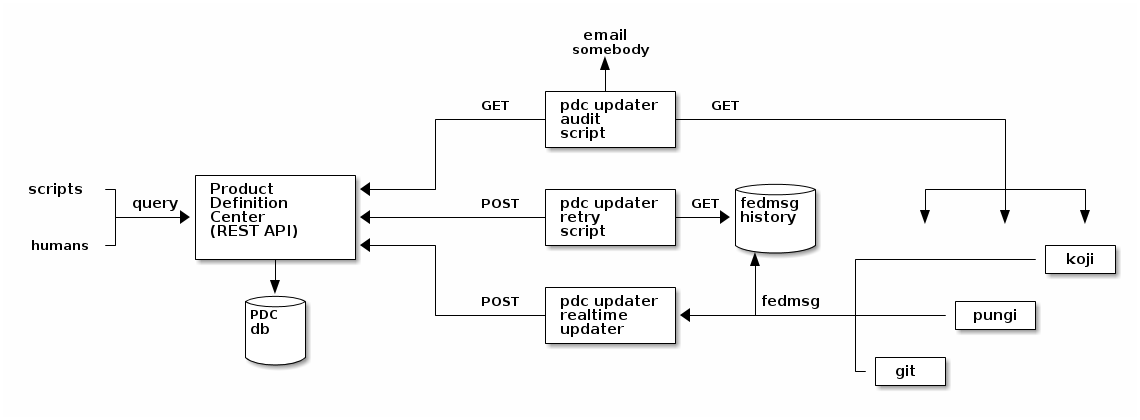 email
somebody
GET
pdc updater
audit
script
GET
scripts
humans
query
Product
Definition
Center
(REST API)
POST
pdc updater
retry
script
GET
fedmsg
history
PDC
db
POST
pdc updater
realtime
updater
fedmsg
koji
pungi
git